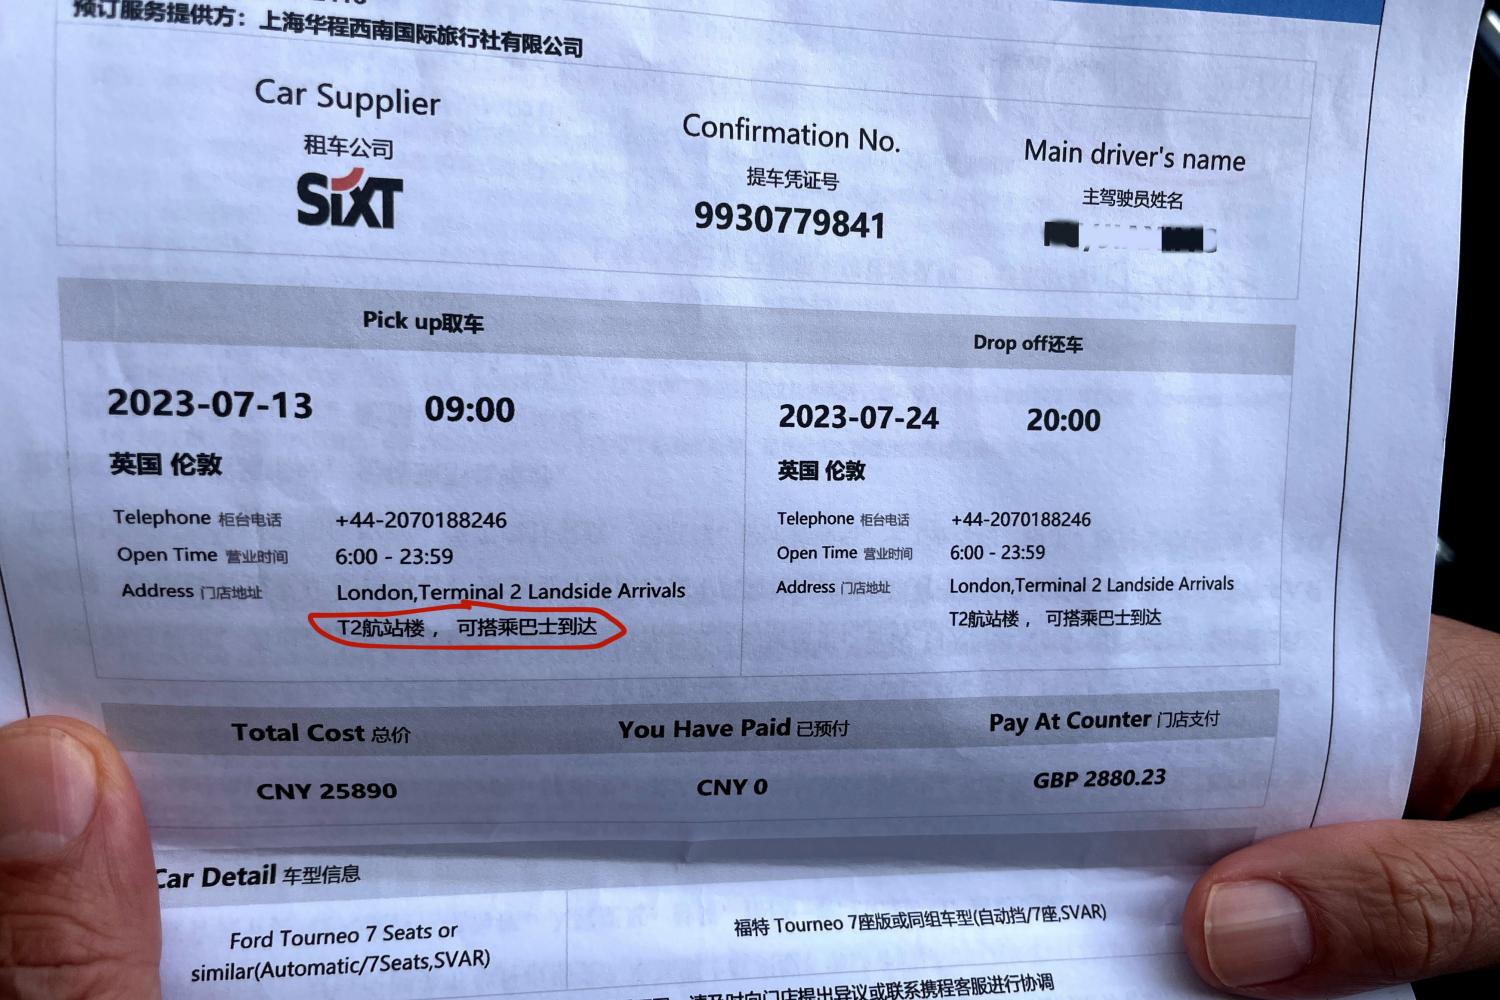 预订服务提供方：上海华程西南国际旅行社有限公司
Car Supplier
租车公司
SiXT
Confirmation No.
提车凭证号
9930779841
Main driver's name
主驾驶员姓名
Pick up取车
Drop off还车
2023-07-13 09:00
英国 伦敦
Telephone 柜台电话 +44-2070188246
Open Time 营业时间 6:00 - 23:59
Address 门店地址 London,Terminal 2 Landside Arrivals
T2航站楼， 可搭乘巴士到达
2023-07-24 20:00
英国 伦敦
Telephone 柜台电话 +44-2070188246
Open Time 营业时间 6:00 - 23:59
Address 门店地址 London,Terminal 2 Landside Arrivals
T2航站楼， 可搭乘巴士到达
Total Cost 总价
You Have Paid 已预付
Pay At Counter 门店支付
CNY 25890
CNY 0
GBP 2880.23
Car Detail 车型信息
Ford Tourneo 7 Seats or
similar(Automatic/7Seats,SVAR)
福特 Tourneo 7座版或同组车型(自动挡/7座,SVAR)
请及时向门店提出异议或联系携程客服进行协调